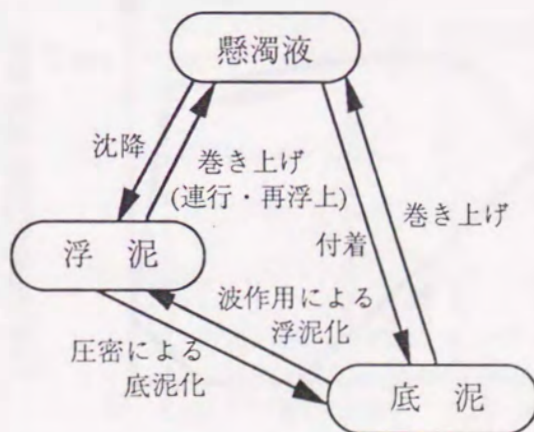 懸濁液
沈降
巻き上げ
(連行・再浮上)
巻き上げ
浮 泥
付着
波作用による
浮泥化
圧密による
底泥化
底 泥